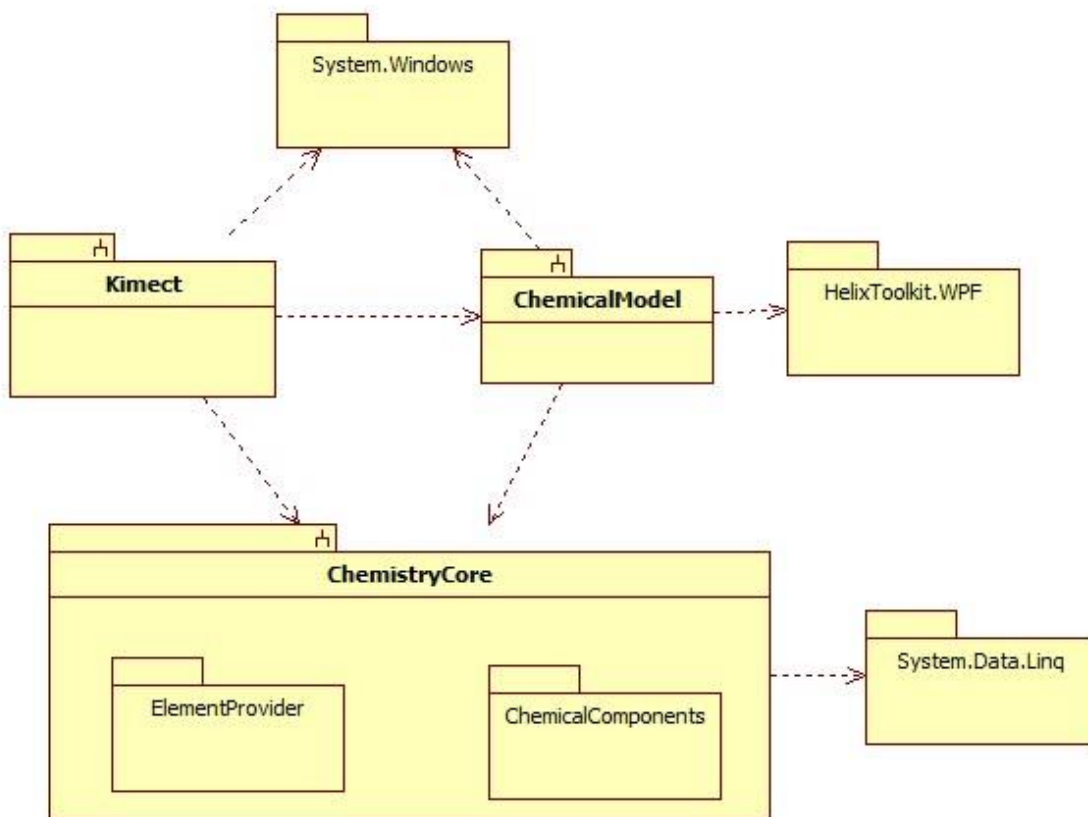 System.Windows
Kimect
ChemicalModel
HelixToolkit.WPF
ChemistryCore
ElementProvider
ChemicalComponents
System.Data.Linq